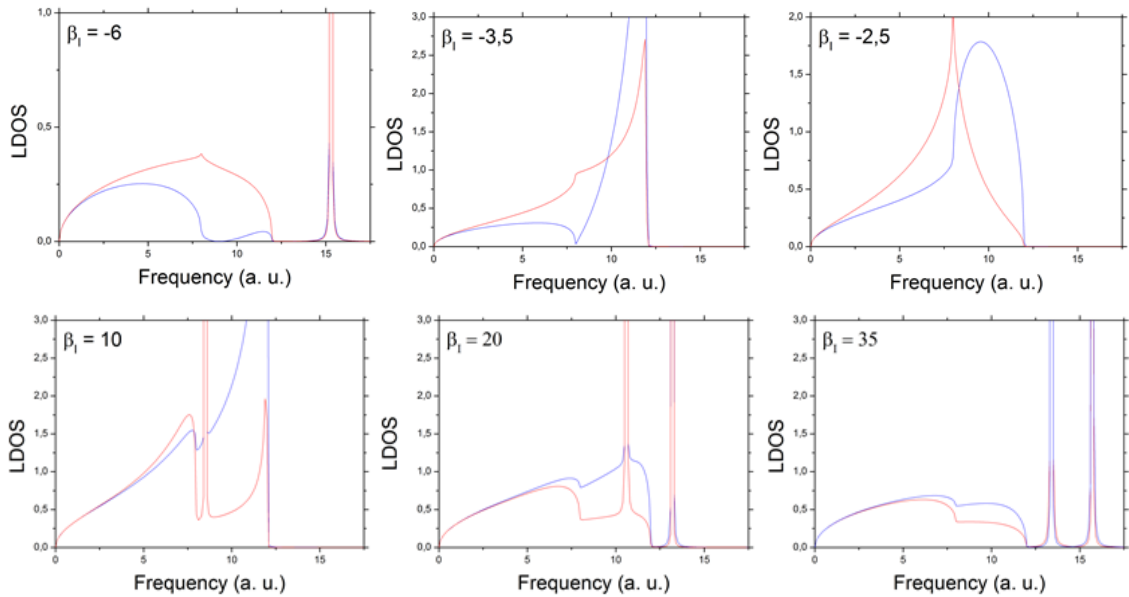 β_I = -6
LDOS
1,0
0,5
0,0
0 5 10 15
Frequency (a. u.)
β_I = -3,5
LDOS
3,0
2,5
2,0
1,5
1,0
0,5
0,0
0 5 10 15
Frequency (a. u.)
β_I = -2,5
LDOS
2,0
1,5
1,0
0,5
0,0
0 5 10 15
Frequency (a. u.)
β_I = 10
LDOS
3,0
2,5
2,0
1,5
1,0
0,5
0,0
0 5 10 15
Frequency (a. u.)
β_I = 20
LDOS
3,0
2,5
2,0
1,5
1,0
0,5
0,0
0 5 10 15
Frequency (a. u.)
β_I = 35
LDOS
3,0
2,5
2,0
1,5
1,0
0,5
0,0
0 5 10 15
Frequency (a. u.)